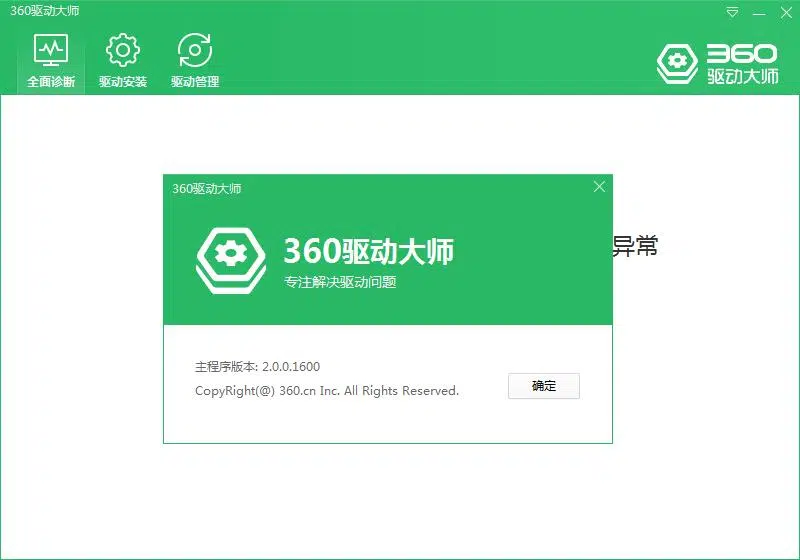 360驱动大师
全面诊断
驱动安装
驱动管理
360
驱动大师
360驱动大师
360驱动大师
专注解决驱动问题
异常
主程序版本: 2.0.0.1600
CopyRight(@) 360.cn Inc. All Rights Reserved.
确定